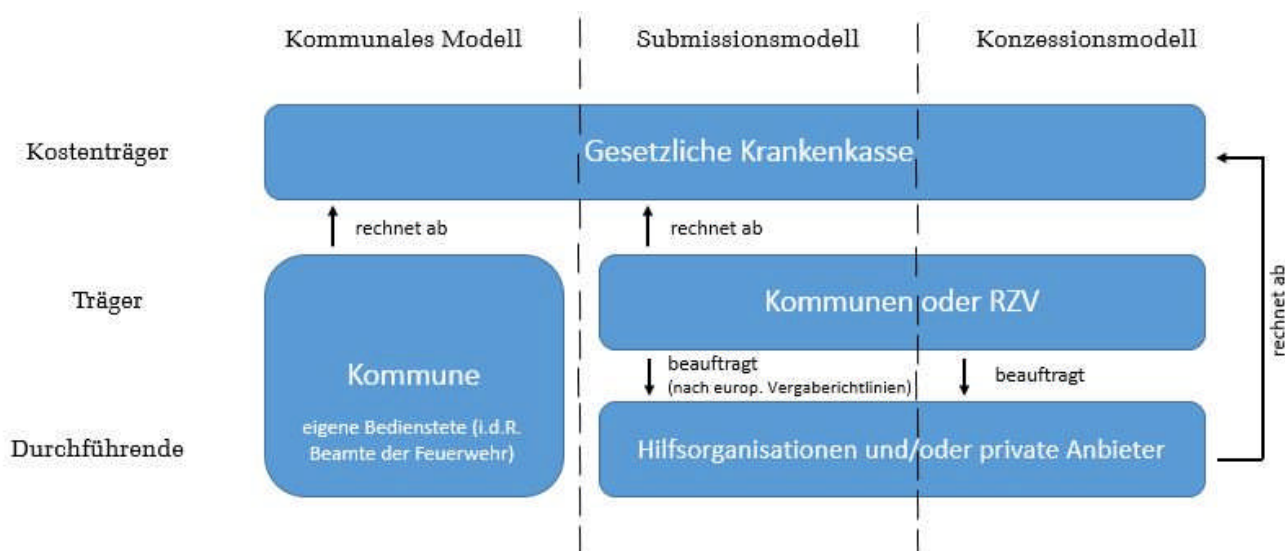 Kommunales Modell
Submissionsmodell
Konzessionsmodell
Kostenträger
Gesetzliche Krankenkasse
rechnet ab
rechnet ab
Träger
Kommunen oder RZV
rechnet ab
Kommune
beauftragt
(nach europ. Vergaberichtlinien)
beauftragt
eigene Bedienstete (i.d.R.
Beamte der Feuerwehr)
Durchführende
Hilfsorganisationen und/oder private Anbieter